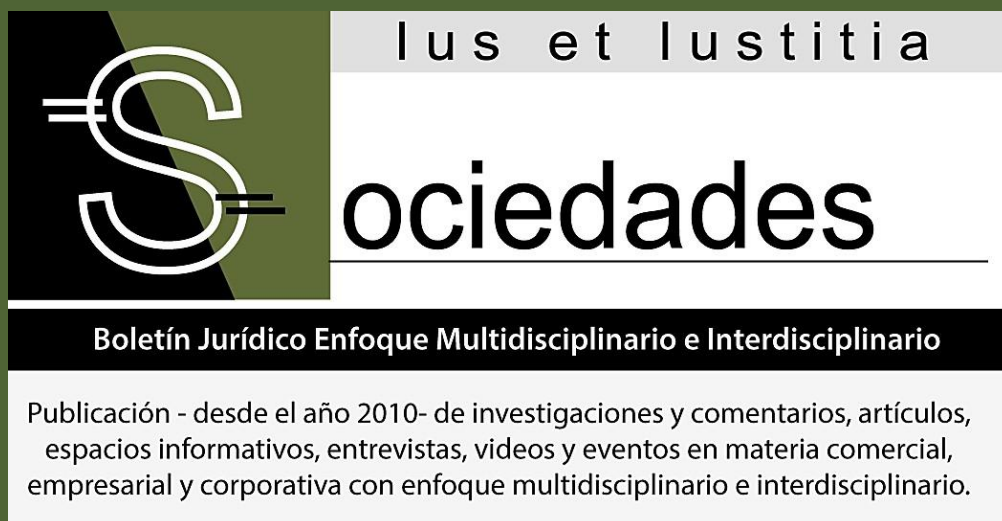 Ius et Iustitia
Sociedades
Boletín Jurídico Enfoque Multidisciplinario e Interdisciplinario
Publicación - desde el año 2010- de investigaciones y comentarios, artículos,
espacios informativos, entrevistas, videos y eventos en materia comercial,
empresarial y corporativa con enfoque multidisciplinario e interdisciplinario.